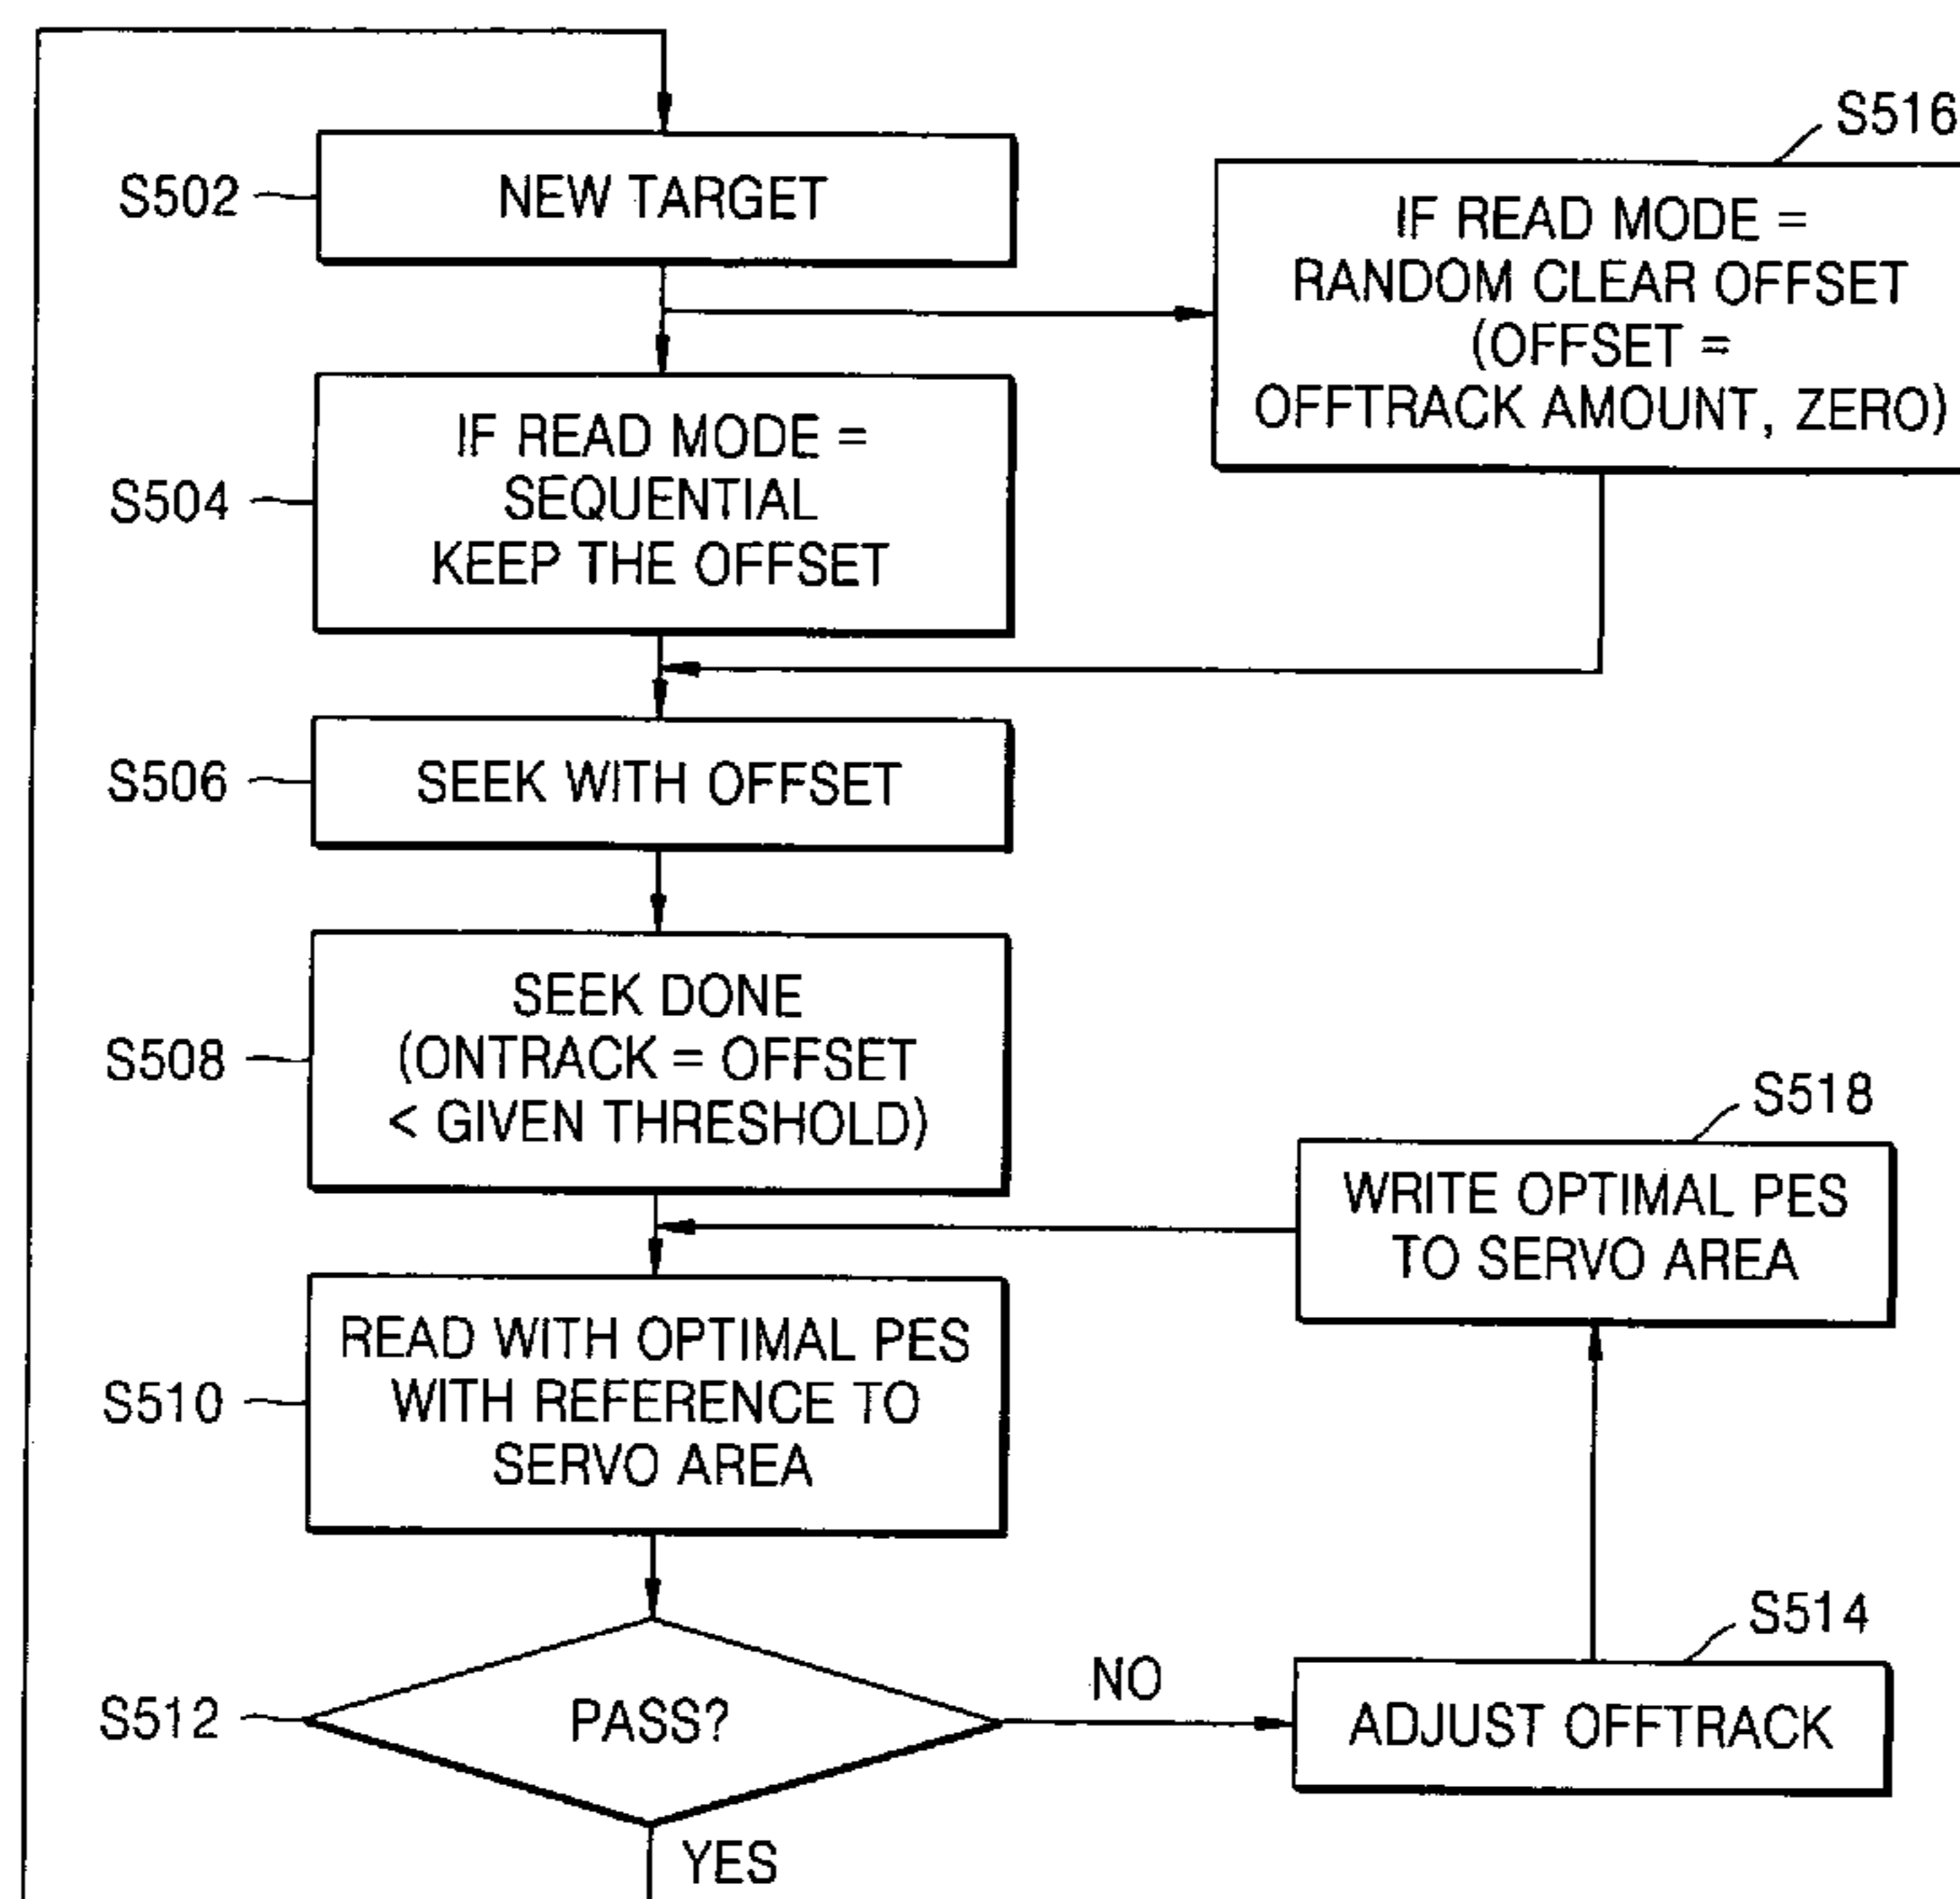 S502
NEW TARGET
S516
IF READ MODE =
RANDOM CLEAR OFFSET
(OFFSET =
OFFTRACK AMOUNT, ZERO)
S504
IF READ MODE =
SEQUENTIAL
KEEP THE OFFSET
S506
SEEK WITH OFFSET
S508
SEEK DONE
(ONTRACK = OFFSET
< GIVEN THRESHOLD)
S518
WRITE OPTIMAL PES
TO SERVO AREA
S510
READ WITH OPTIMAL PES
WITH REFERENCE TO
SERVO AREA
S512
PASS?
NO
S514
ADJUST OFFTRACK
YES